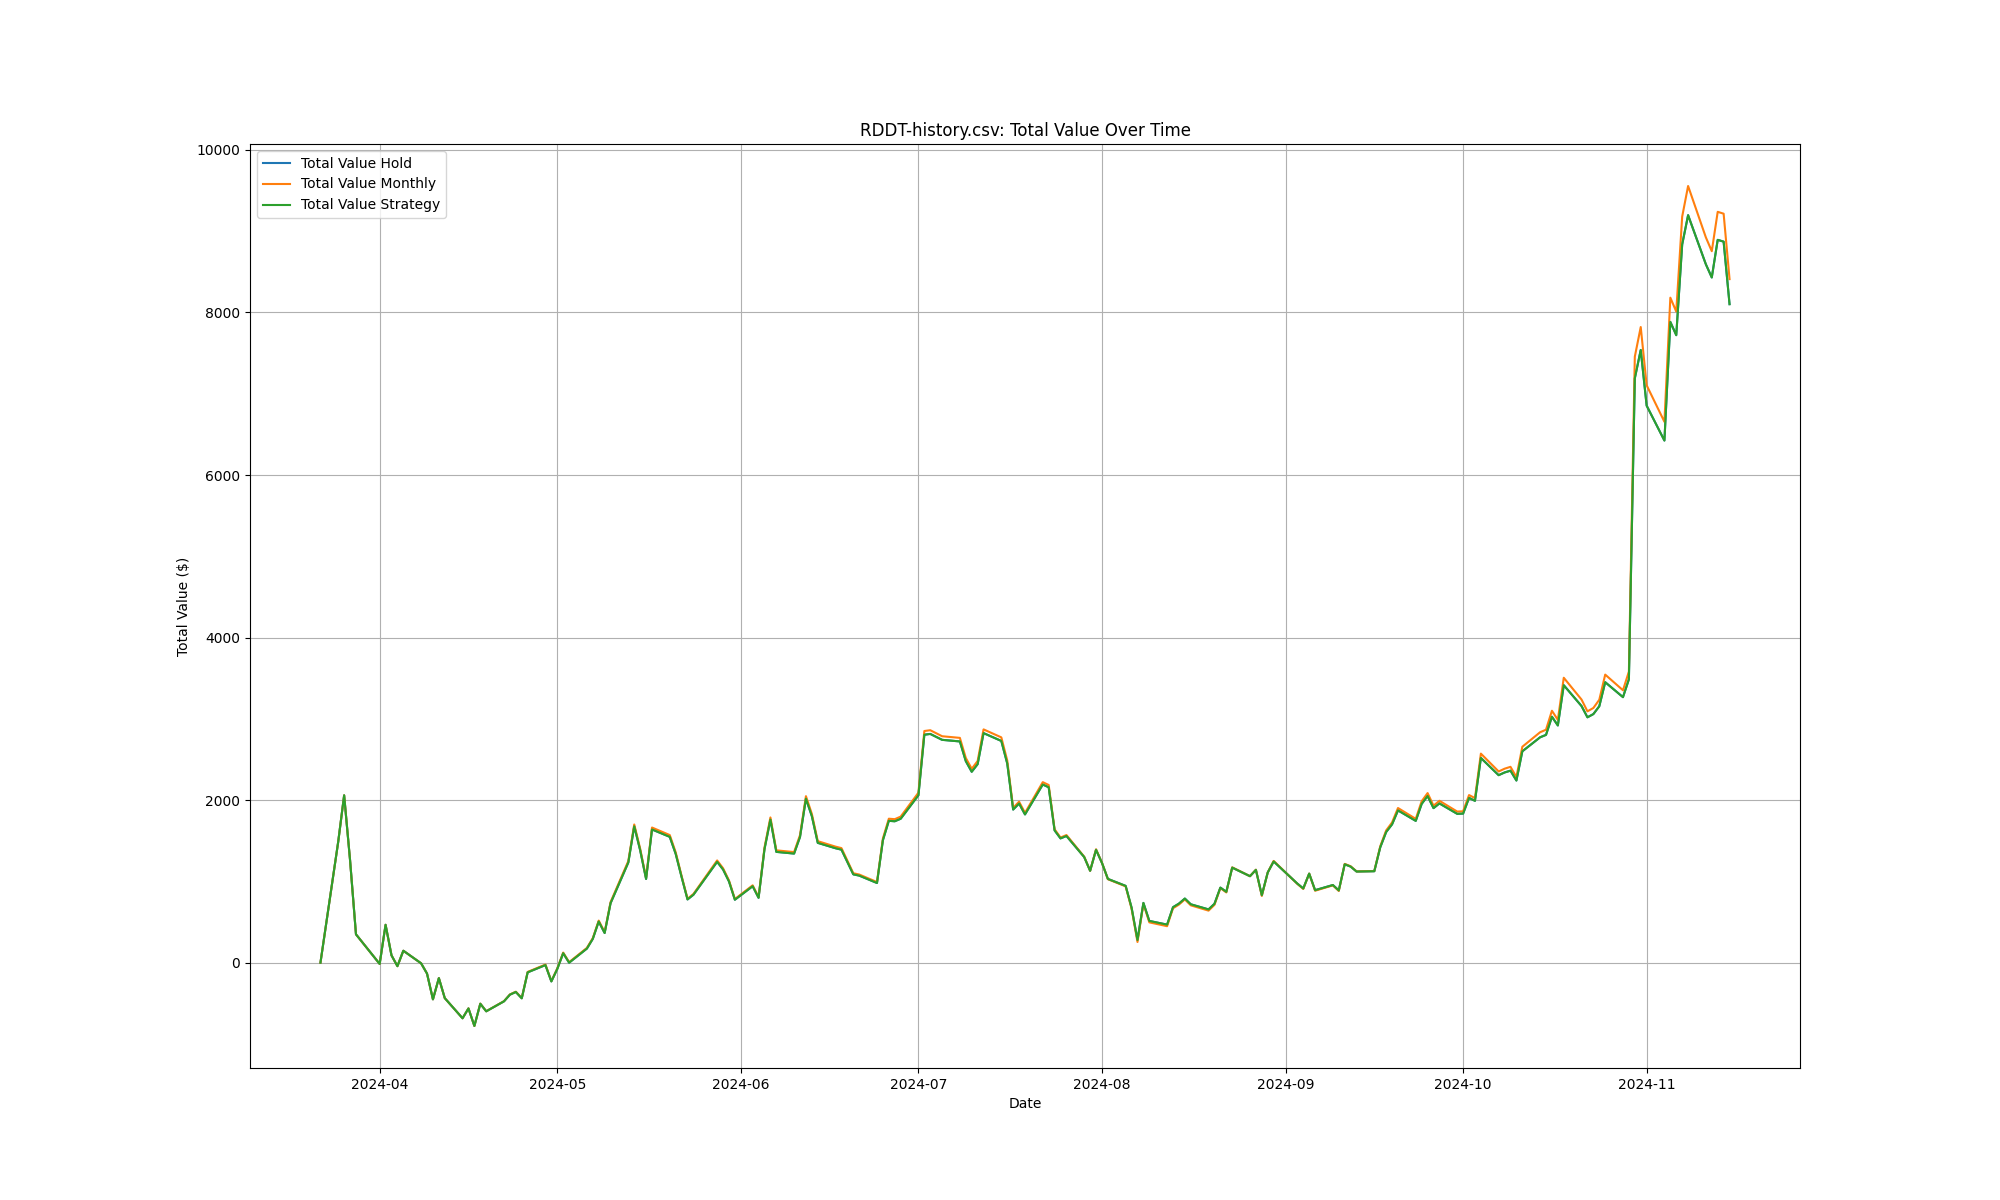 RDDT-history.csv: Total Value Over Time
Total Value Hold
Total Value Monthly
Total Value Strategy
10000
8000
6000
4000
2000
0
Total Value ($)
2024-04 2024-05 2024-06 2024-07 2024-08 2024-09 2024-10 2024-11
Date